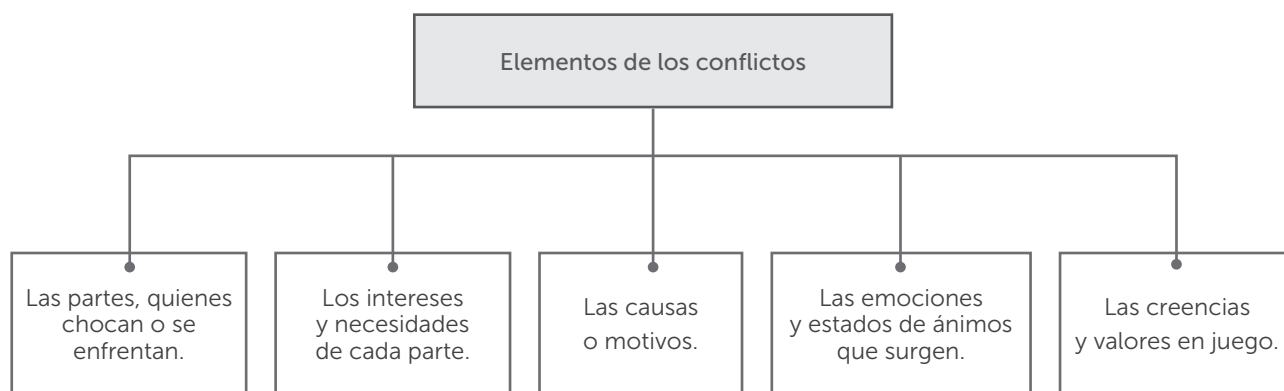 Elementos de los conflictos
Las partes, quienes
chocan o se
enfrentan.
Los intereses
y necesidades
de cada parte.
Las causas
o motivos.
Las emociones
y estados de ánimos
que surgen.
Las creencias
y valores en juego.